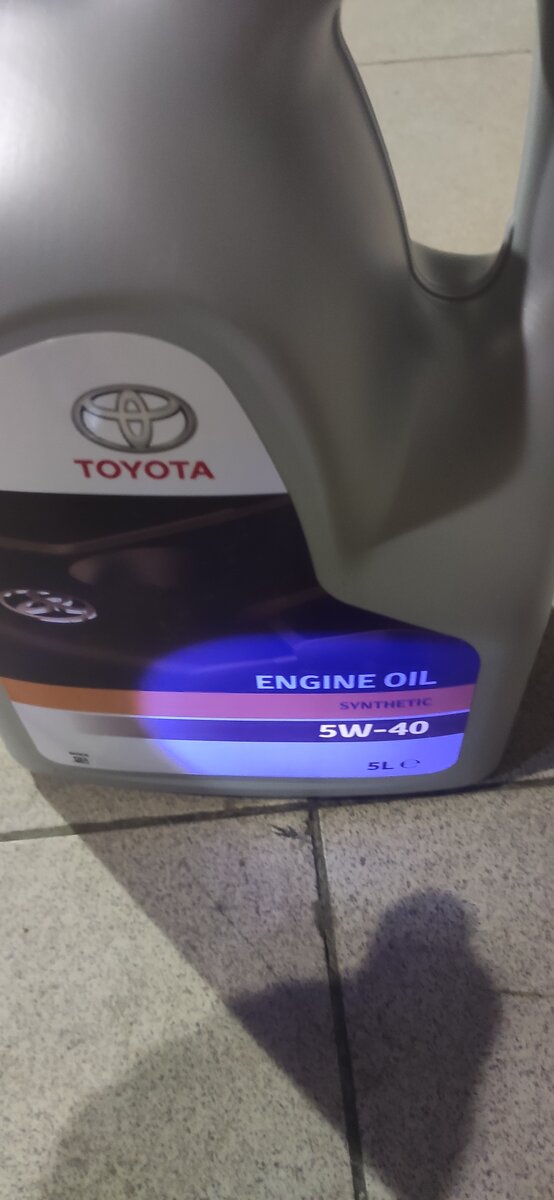 TOYOTA
ENGINE OIL
SYNTHETIC
5W-40
5L ℮